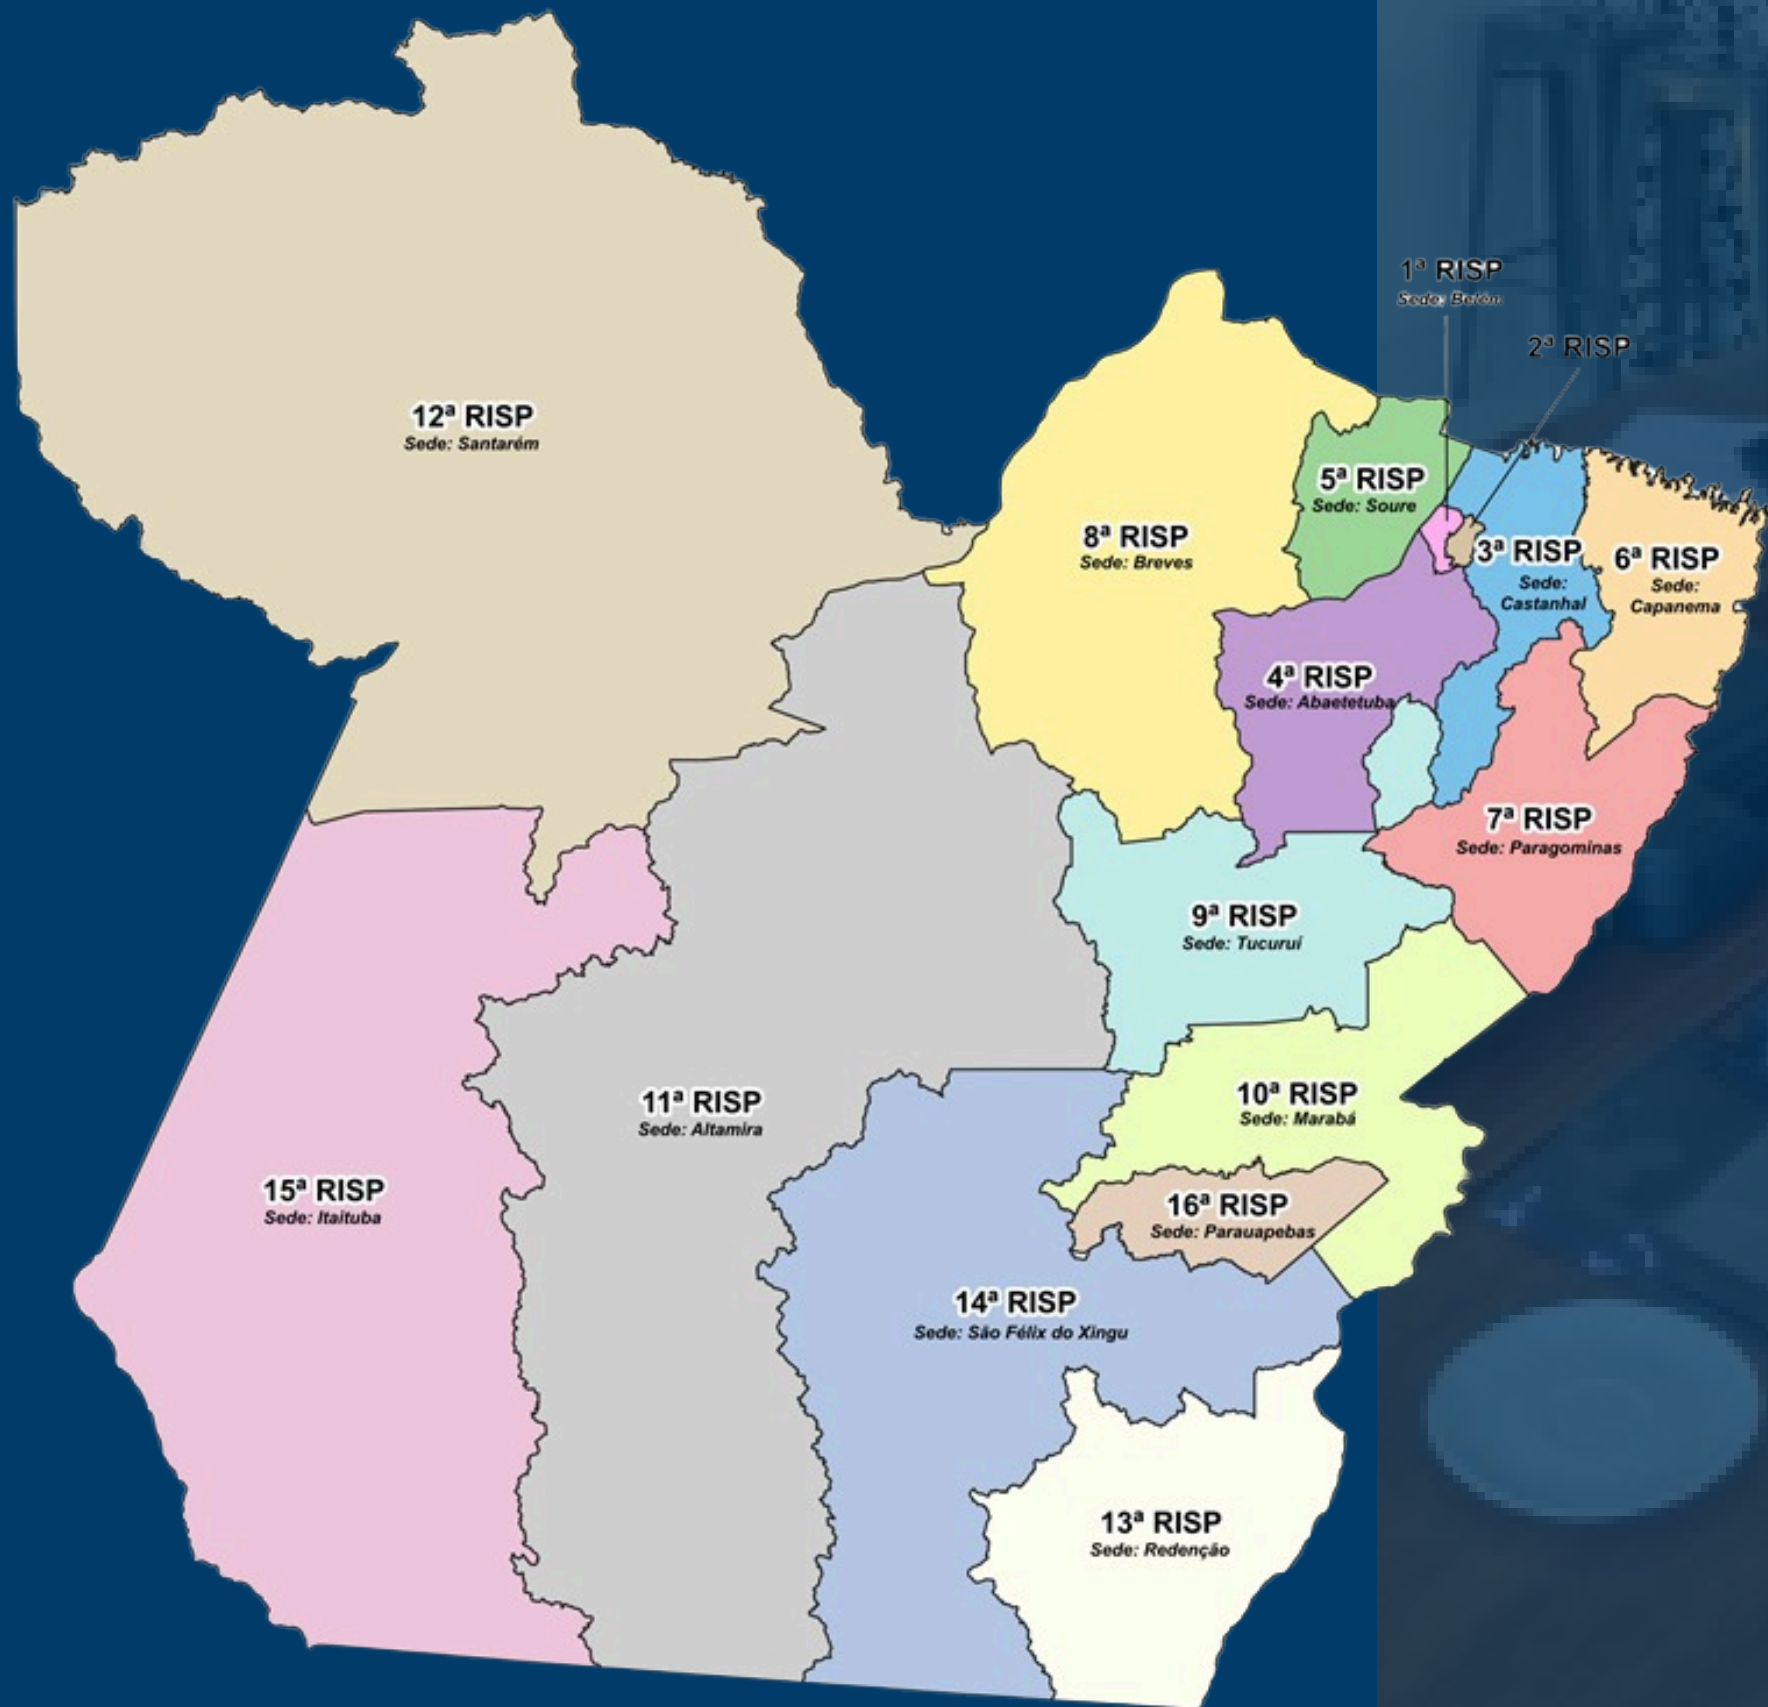 1ª RISP
Sede: Belém
2ª RISP
12ª RISP
Sede: Santarém
5ª RISP
Sede: Soure
8ª RISP
Sede: Breves
3ª RISP
Sede:
Castanhal
6ª RISP
Sede:
Capanema
4ª RISP
Sede: Abaetetuba
7ª RISP
Sede: Paragominas
9ª RISP
Sede: Tucuruí
11ª RISP
Sede: Altamira
10ª RISP
Sede: Marabá
15ª RISP
Sede: Itaituba
16ª RISP
Sede: Parauapebas
14ª RISP
Sede: São Félix do Xingu
13ª RISP
Sede: Redenção